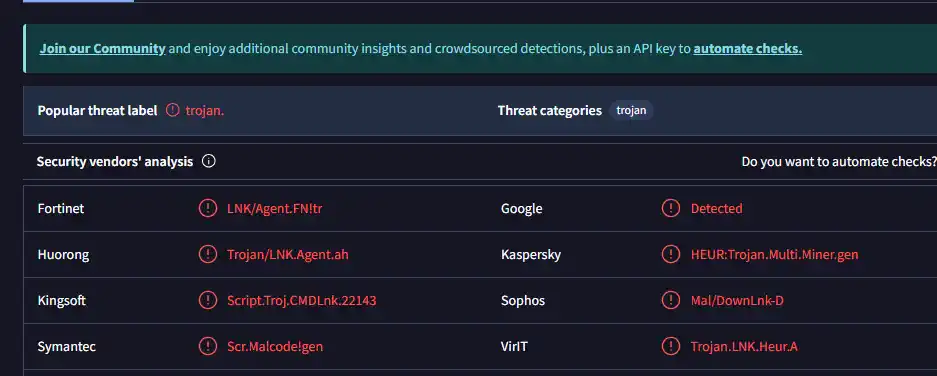 Join our Community and enjoy additional community insights and crowdsourced detections, plus an API key to automate checks.
Popular threat label trojan. Threat categories trojan
Security vendors' analysis Do you want to automate checks?
Fortinet LNK/Agent.FN!tr Google Detected
Huorong Trojan/LNK.Agent.ah Kaspersky HEUR:Trojan.Multi.Miner.gen
Kingsoft Script.Troj.CMDLnk.22143 Sophos Mal/DownLnk-D
Symantec Scr.Malcode!gen VirIT Trojan.LNK.Heur.A